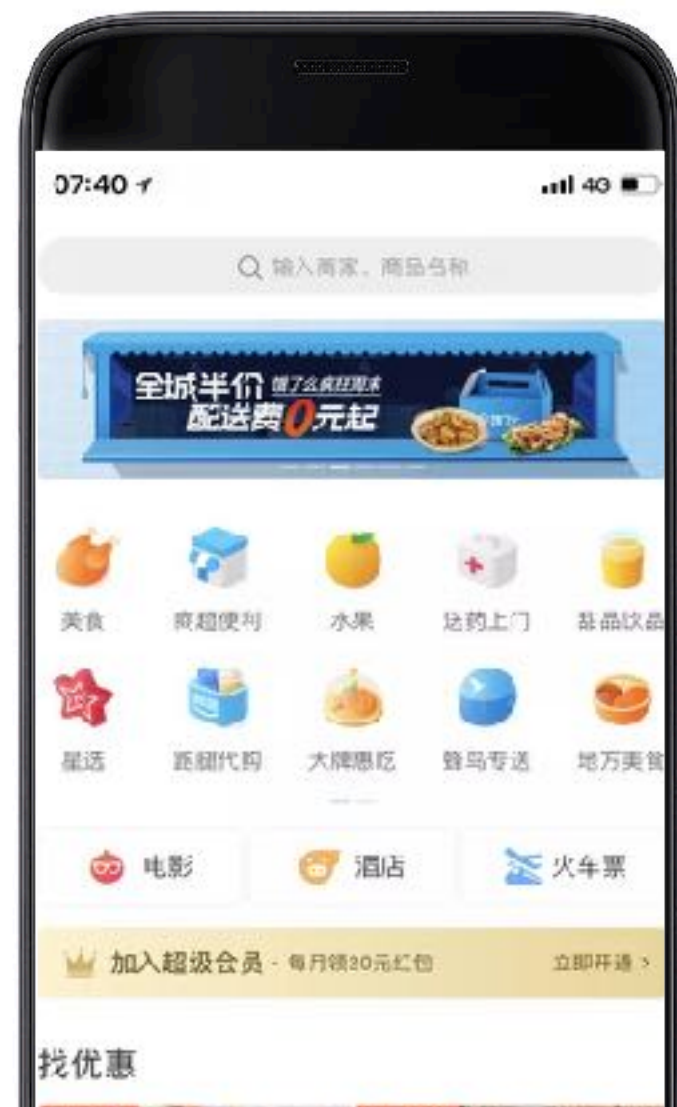 07:40
4G
输入商家、商品名称
全城半价 饿了么疯狂周末
配送费0元起
美食 商超便利 水果 送药上门 甜品饮品
星选 跑腿代购 大牌惠吃 蜂鸟专送 地方美食
电影 酒店 火车票
加入超级会员 · 每月领30元红包 立即开通 >
找优惠